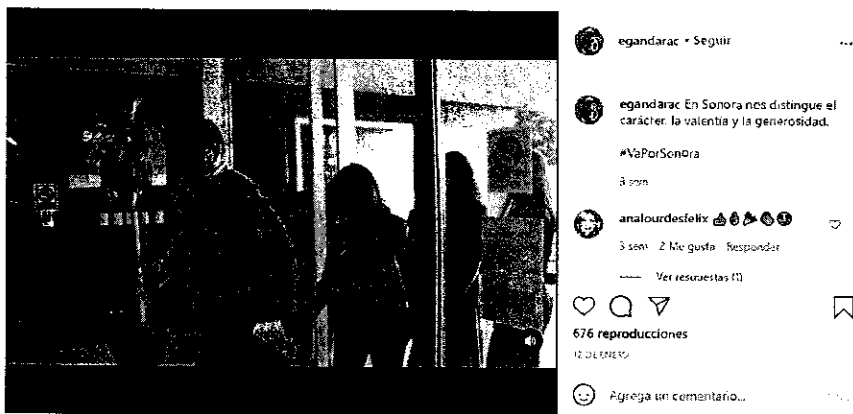 egandarac • Seguir
egandarac En Sonora nos distingue el
carácter, la valentía y la generosidad.
#VaPorSonora
3 sem
analourdesfelix
3 sem 2 Me gusta Responder
Ver respuestas (1)
676 reproducciones
12 DE ENERO
Agrega un comentario...